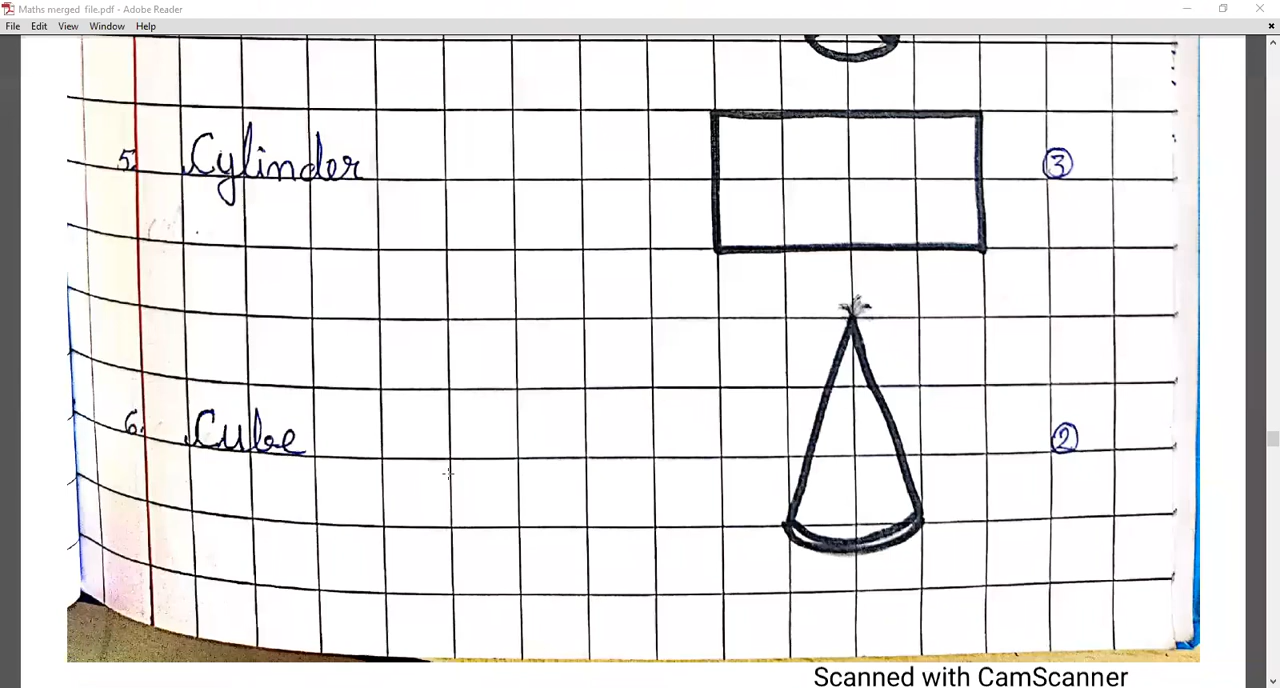 Maths merged file.pdf - Adobe Reader
File Edit View Window Help
5. Cylinder ③
6. Cube ②
Scanned with CamScanner